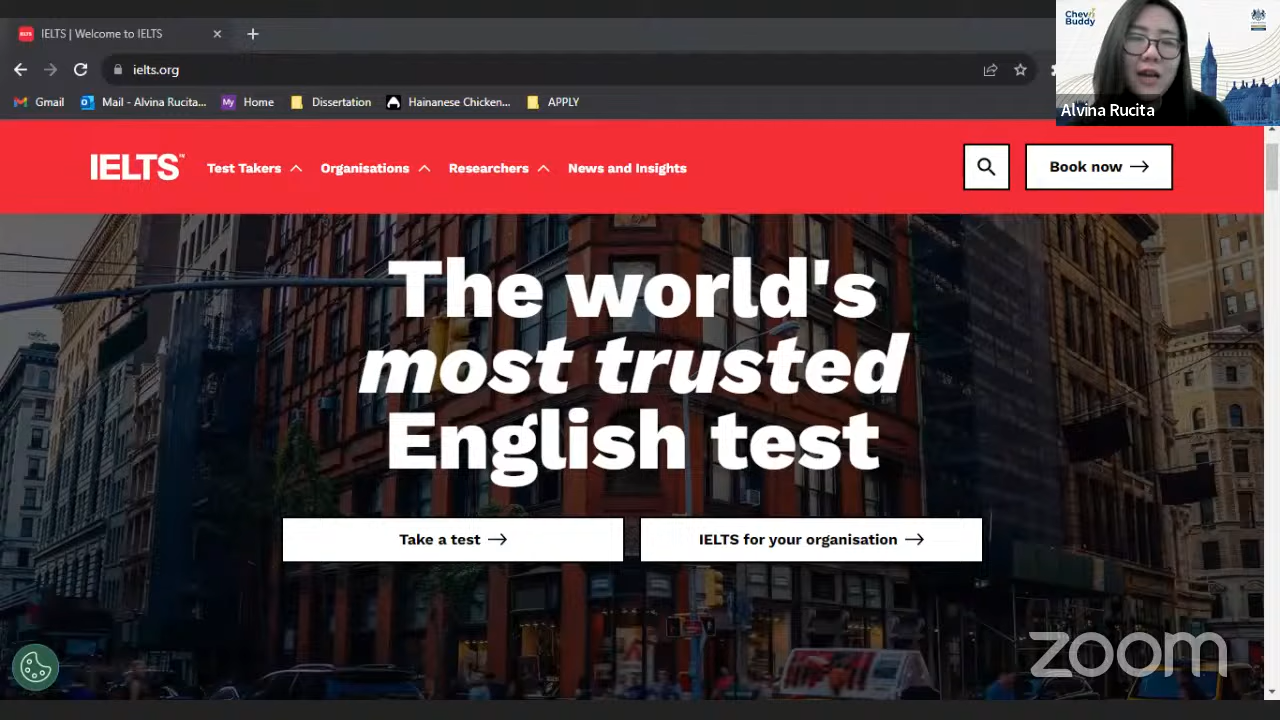 IELTS | Welcome to IELTS
ielts.org
Gmail
Mail - Alvina Rucita...
My Home
Dissertation
Hainanese Chicken...
APPLY
Chev Buddy
Alvina Rucita
IELTS™ Test Takers Organisations Researchers News and Insights Book now
The world's
most trusted
English test
Take a test
IELTS for your organisation
zoom